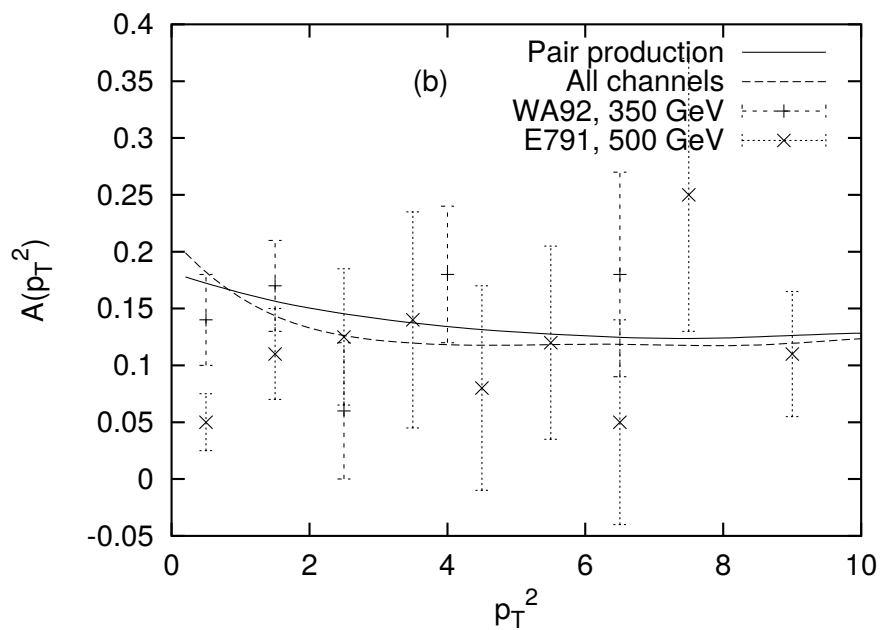 0.4
0.35
0.3
0.25
0.2
0.15
0.1
0.05
0
-0.05
0
2
4
6
8
10
A(p_T^2)
p_T^2
(b)
Pair production
All channels
WA92, 350 GeV
E791, 500 GeV